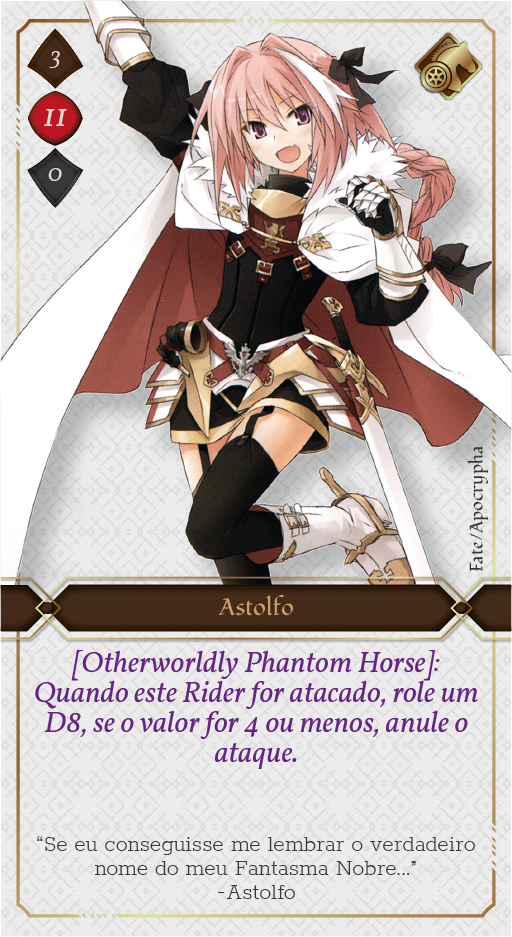 3
II
0
Fate/Apocrypha
Astolfo
[Otherworldly Phantom Horse]:
Quando este Rider for atacado, role um
D8, se o valor for 4 ou menos, anule o
ataque.
“Se eu conseguisse me lembrar o verdadeiro
nome do meu Fantasma Nobre...”
-Astolfo